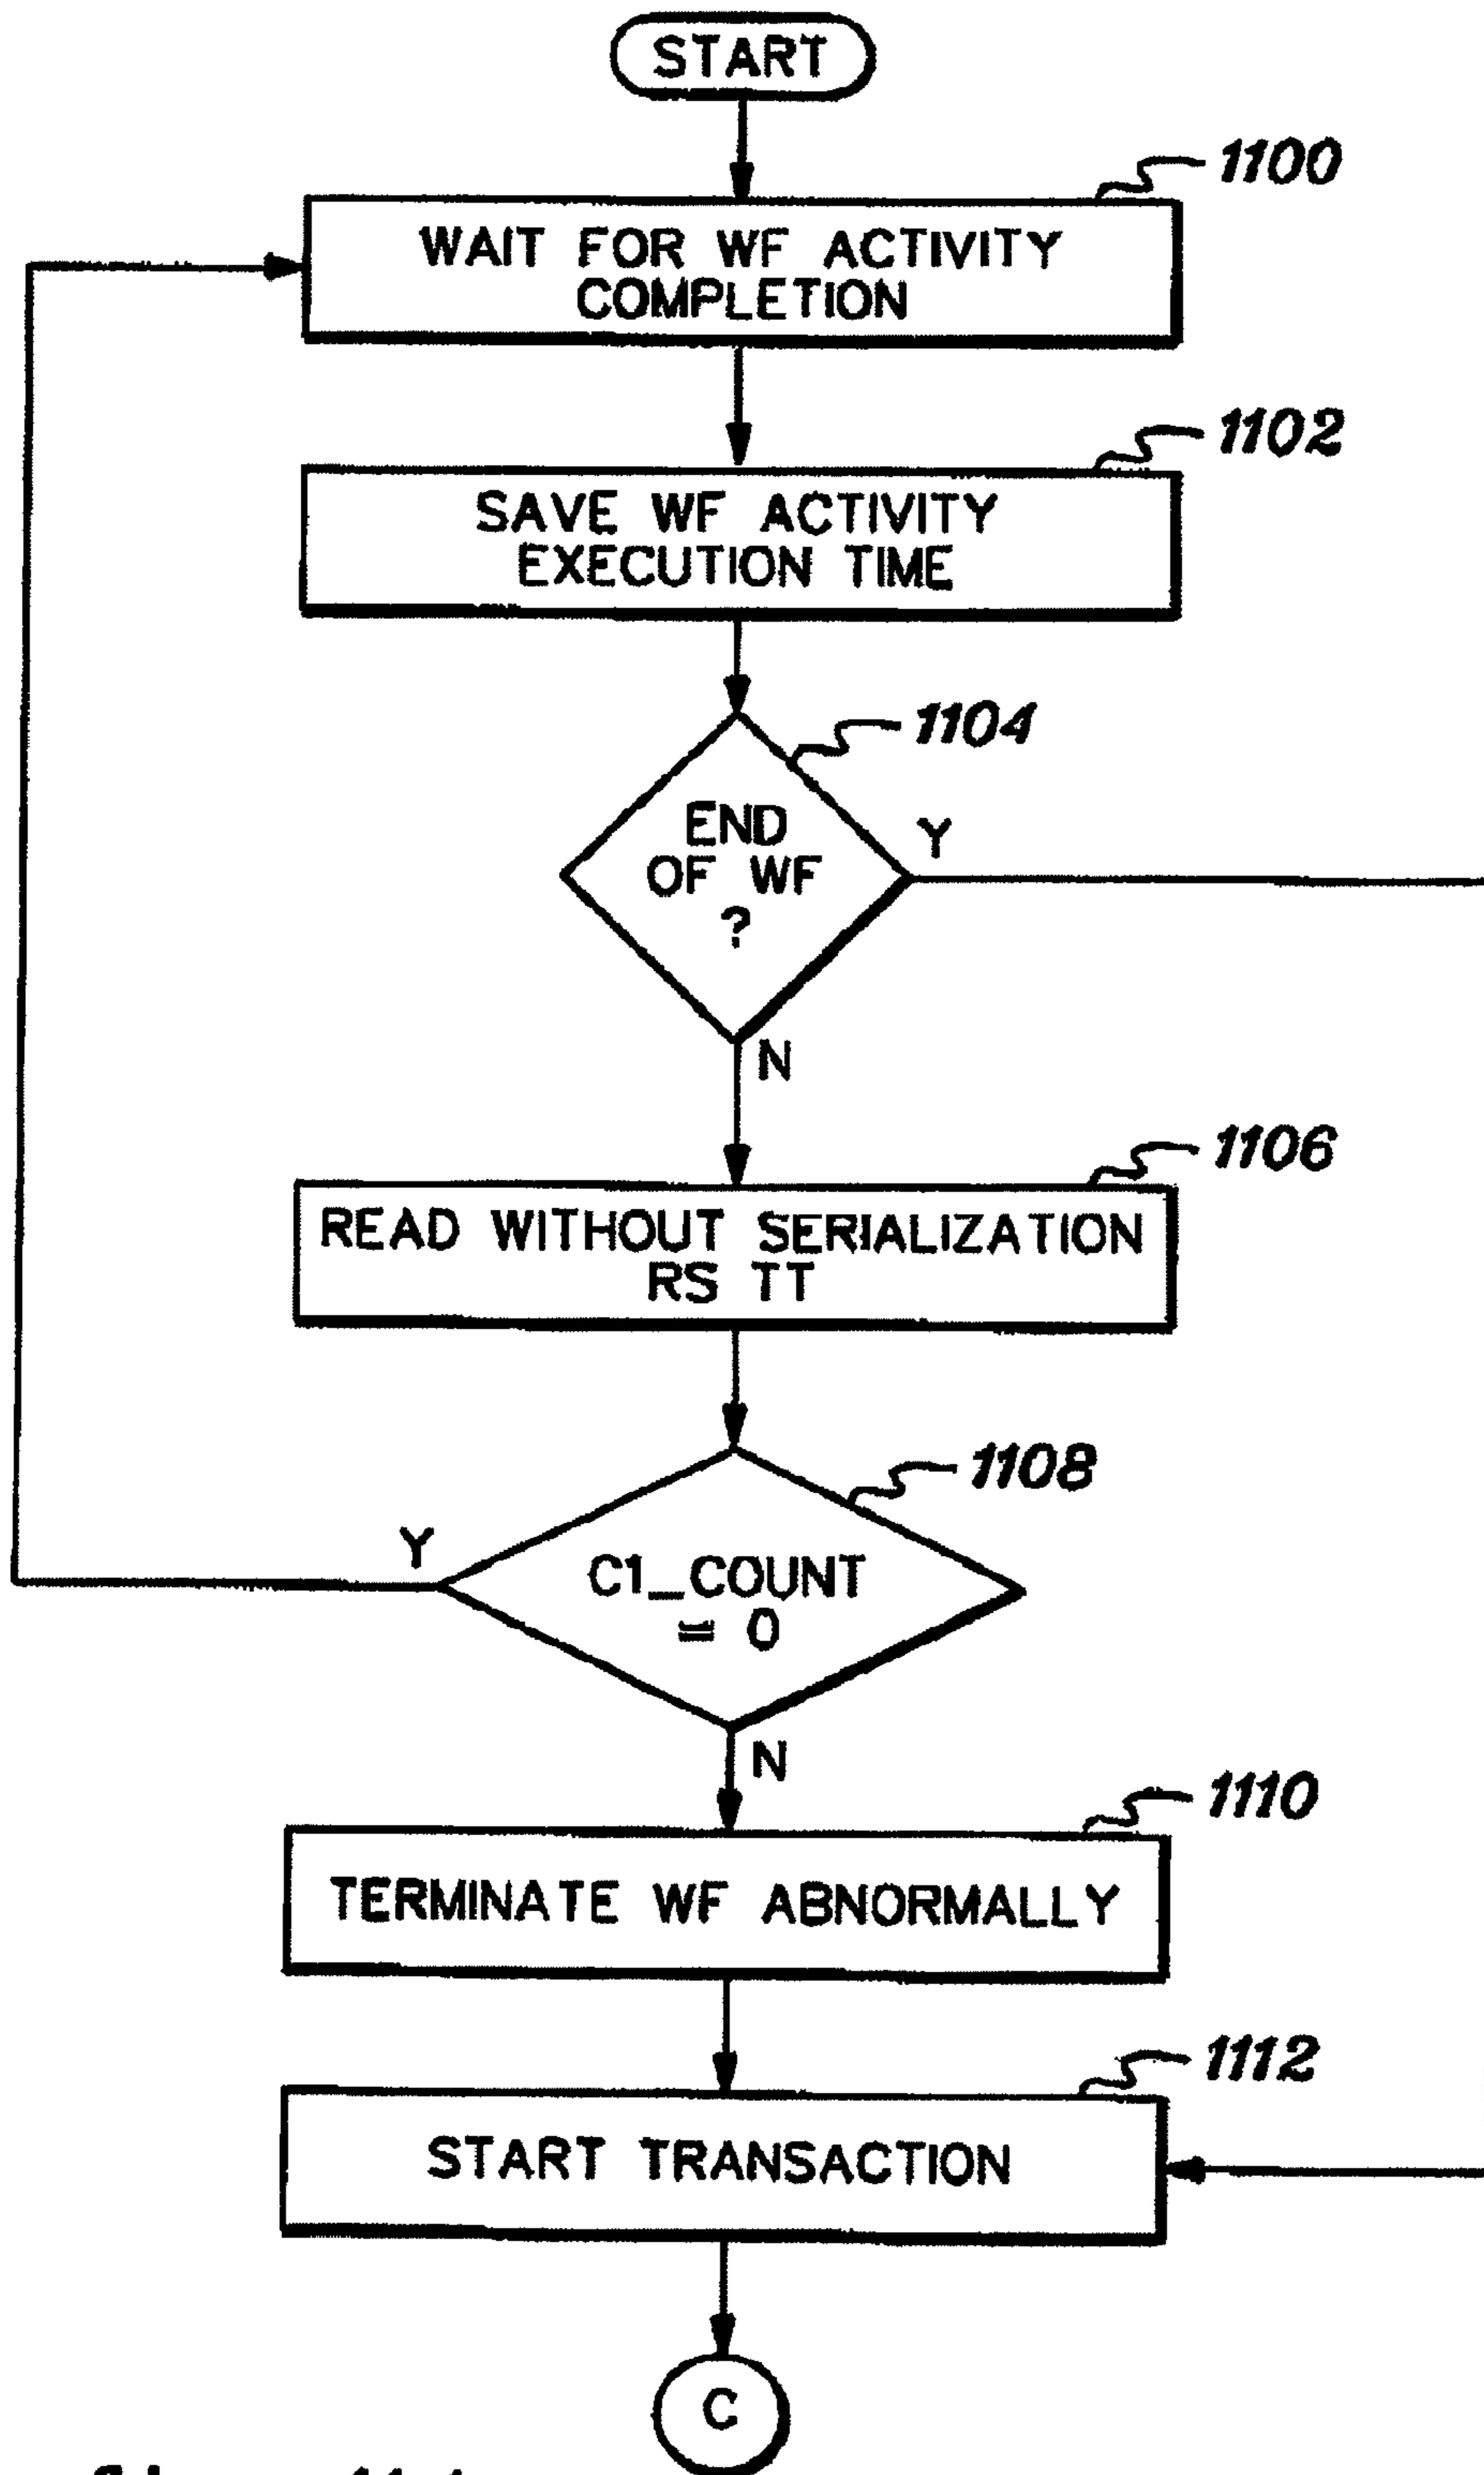 START
1100
WAIT FOR WF ACTIVITY
COMPLETION
1102
SAVE WF ACTIVITY
EXECUTION TIME
1104
END
OF WF
?
Y
N
1106
READ WITHOUT SERIALIZATION
RS TT
1108
Y
C1_COUNT
= 0
N
1110
TERMINATE WF ABNORMALLY
1112
START TRANSACTION
C